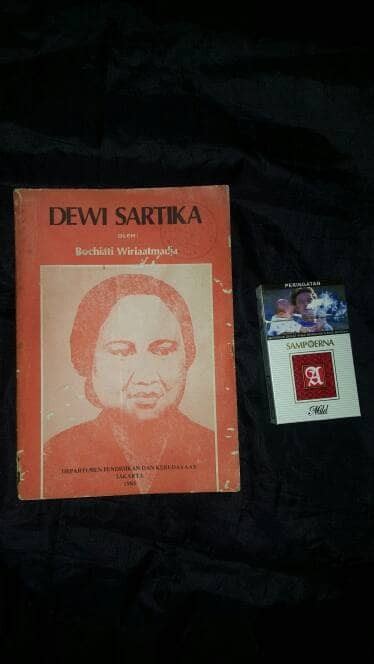 DEWI SARTIKA
OLEH :
Rochiati Wiriaatmadja
DEPARTEMEN PENDIDIKAN DAN KEBUDAYAAN
JAKARTA
PERINGATAN
SAMPOERNA
A
Mild